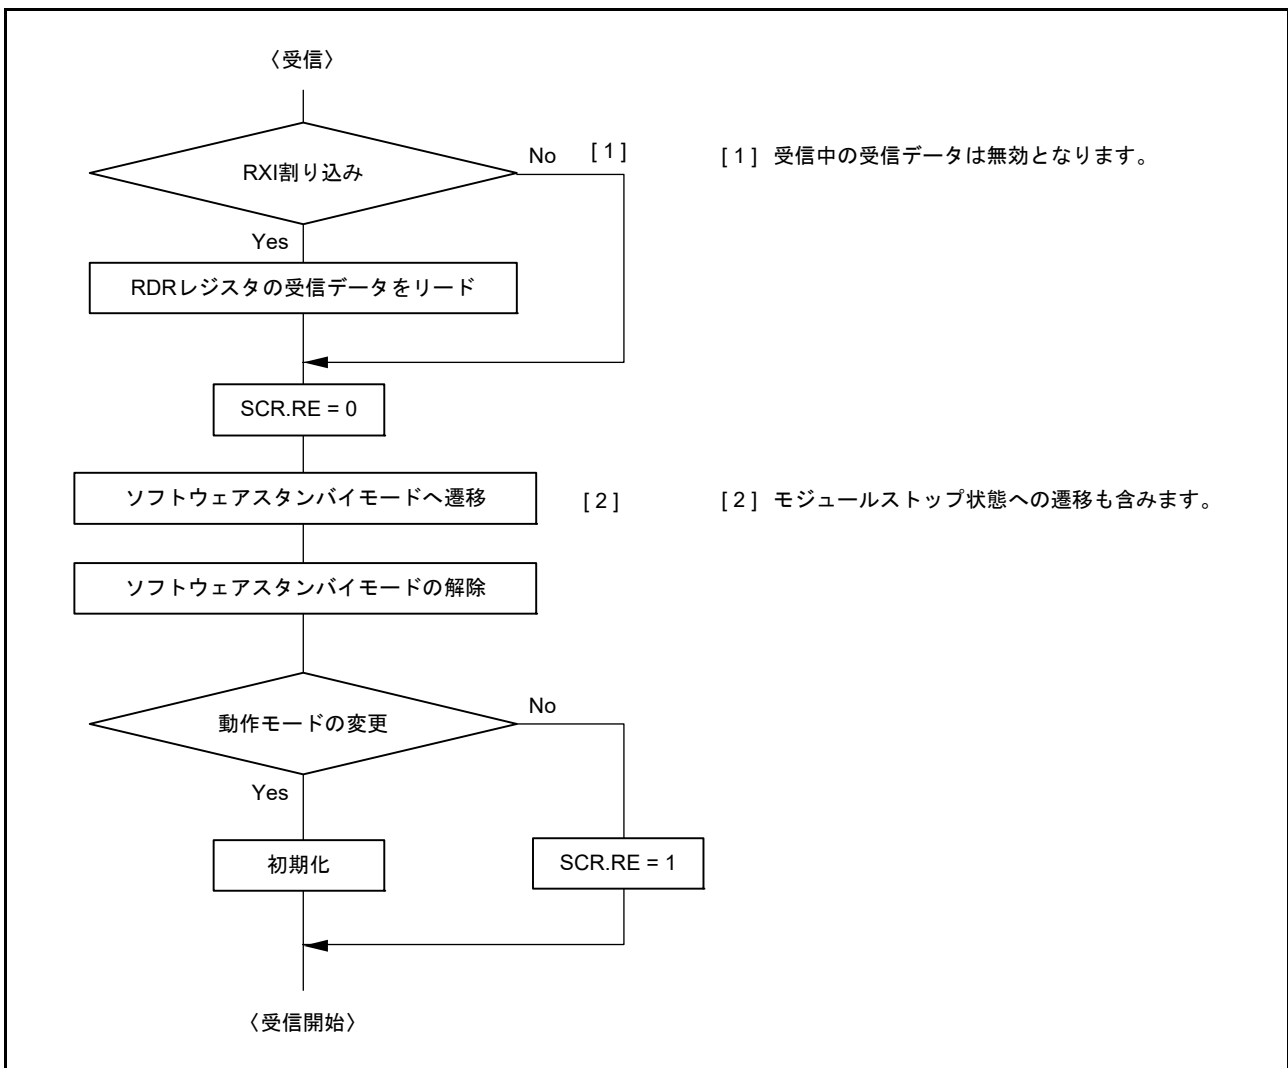 〈受信〉
RXI割り込み
No [1]
[1] 受信中の受信データは無効となります。
Yes
RDRレジスタの受信データをリード
SCR.RE = 0
ソフトウェアスタンバイモードへ遷移
[2]
[2] モジュールストップ状態への遷移も含みます。
ソフトウェアスタンバイモードの解除
動作モードの変更
No
Yes
初期化
SCR.RE = 1
〈受信開始〉